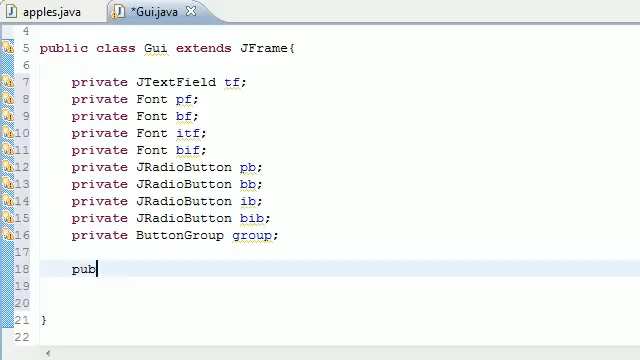 apples.java
*Gui.java
4
5 public class Gui extends JFrame{
6
7 private JTextField tf;
8 private Font pf;
9 private Font bf;
10 private Font itf;
11 private Font bif;
12 private JRadioButton pb;
13 private JRadioButton bb;
14 private JRadioButton ib;
15 private JRadioButton bib;
16 private ButtonGroup group;
17
18 pub
19
20
21 }
22